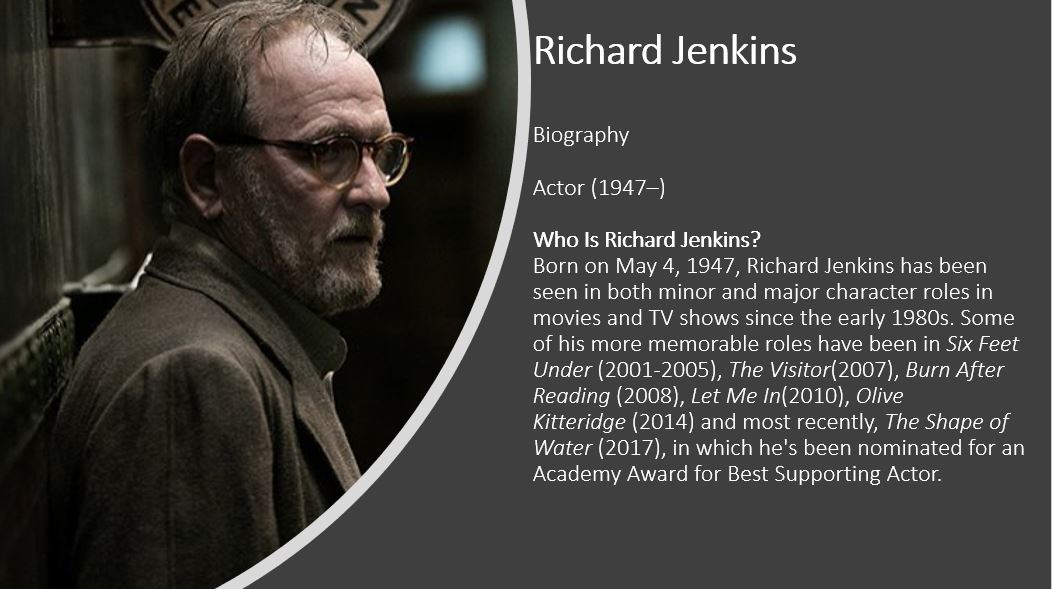 Richard Jenkins
Biography
Actor (1947–)
Who Is Richard Jenkins?
Born on May 4, 1947, Richard Jenkins has been
seen in both minor and major character roles in
movies and TV shows since the early 1980s. Some
of his more memorable roles have been in Six Feet
Under (2001-2005), The Visitor(2007), Burn After
Reading (2008), Let Me In(2010), Olive
Kitteridge (2014) and most recently, The Shape of
Water (2017), in which he's been nominated for an
Academy Award for Best Supporting Actor.